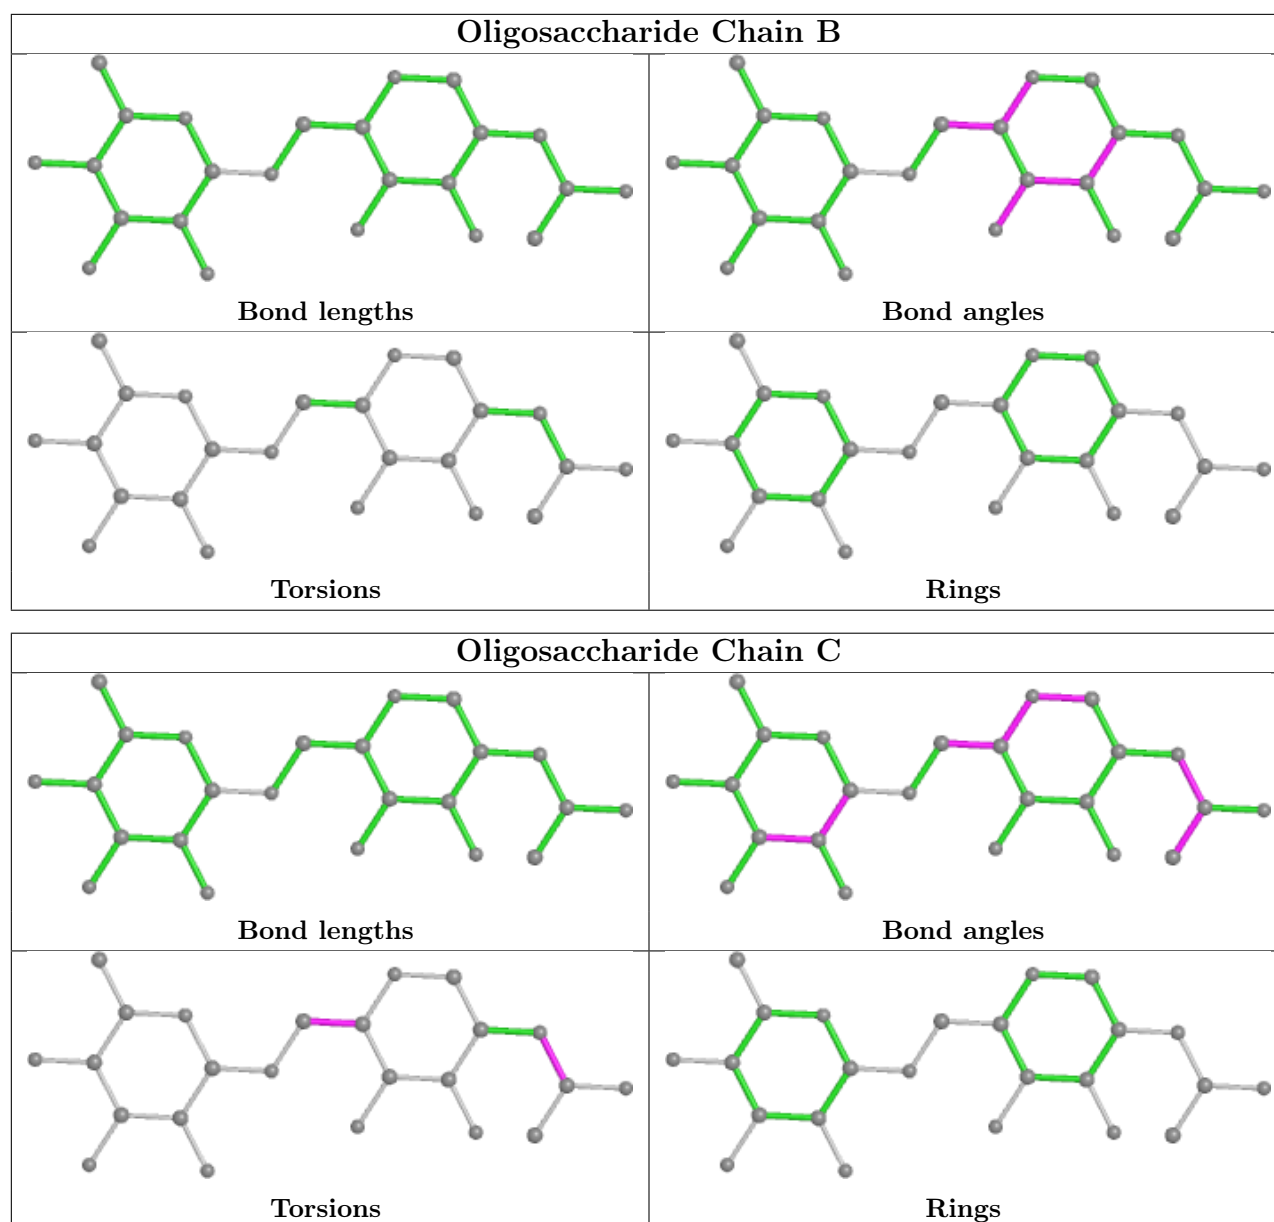 Oligosaccharide Chain B
Bond lengths
Bond angles
Torsions
Rings
Oligosaccharide Chain C
Bond lengths
Bond angles
Torsions
Rings